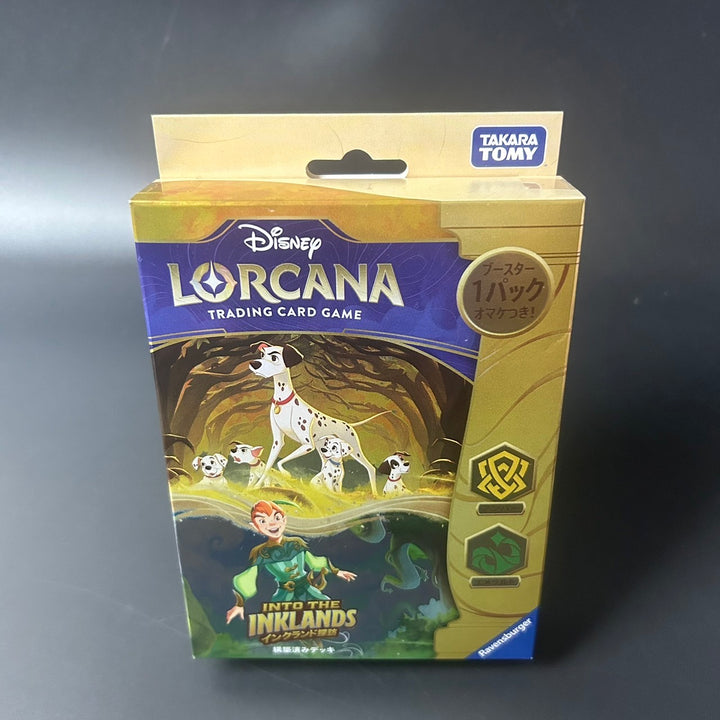 TAKARA
TOMY
Disney
LORCANA
TRADING CARD GAME
ブースター
1パック
オマケつき!
INTO THE
INKLANDS
インクランド探訪
構築済みデッキ
Ravensburger